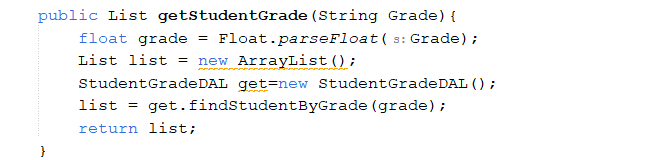 public List getStudentGrade(String Grade){
float grade = Float.parseFloat( s: Grade);
List list = new ArrayList();
StudentGradeDAL get=new StudentGradeDAL();
list = get.findStudentByGrade(grade);
return list;
}